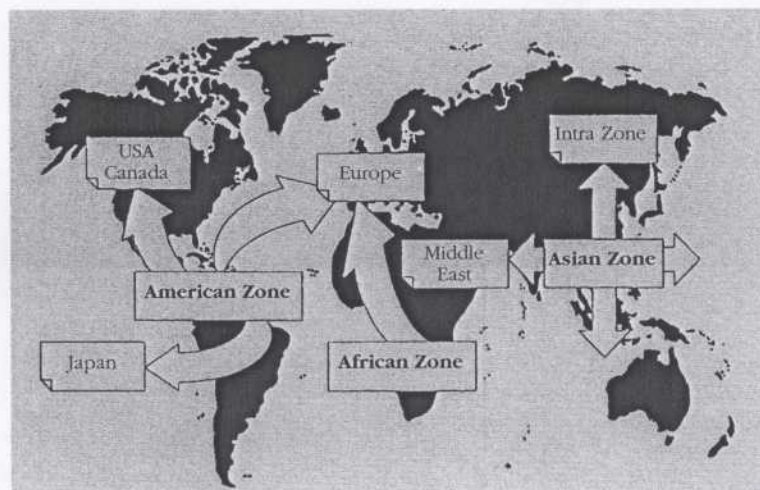 USA
Canada
Europe
Intra Zone
Middle
East
Asian Zone
American Zone
Japan
African Zone